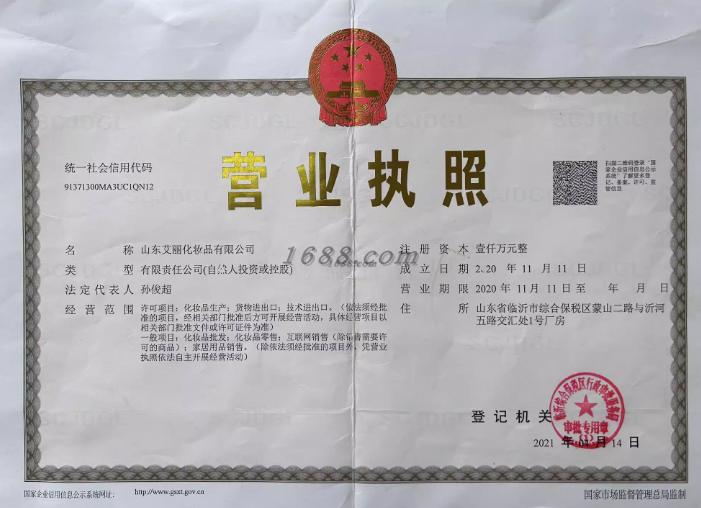 统一社会信用代码
91371300MA3UC1QN12
营业执照
扫描二维码登录“国
家企业信用信息公示
系统”了解更多登
记、备案、许可、监
管信息
1688.com
名 称 山东艾丽化妆品有限公司
类 型 有限责任公司(自然人投资或控股)
法定代表人 孙俊超
经营范围 许可项目：化妆品生产；货物进出口；技术进出口。（依法须经批
准的项目，经相关部门批准后方可开展经营活动，具体经营项目以
相关部门批准文件或许可证件为准）
一般项目：化妆品批发；化妆品零售；互联网销售（除销售需要许
可的商品）；家居用品销售。（除依法须经批准的项目外，凭营业
执照依法自主开展经营活动）
注册资本 壹仟万元整
成立日期 2.20 年 11 月 11 日
营业期限 2020 年 11 月 11 日至 年 月 日
住 所 山东省临沂市综合保税区蒙山二路与沂河
五路交汇处1号厂房
登记机关
临沂综合保税区行政审批服务局
审批专用章
2021 年 04 月 14 日
国家企业信用信息公示系统网址：
http://www.gsxt.gov.cn
国家市场监督管理总局监制